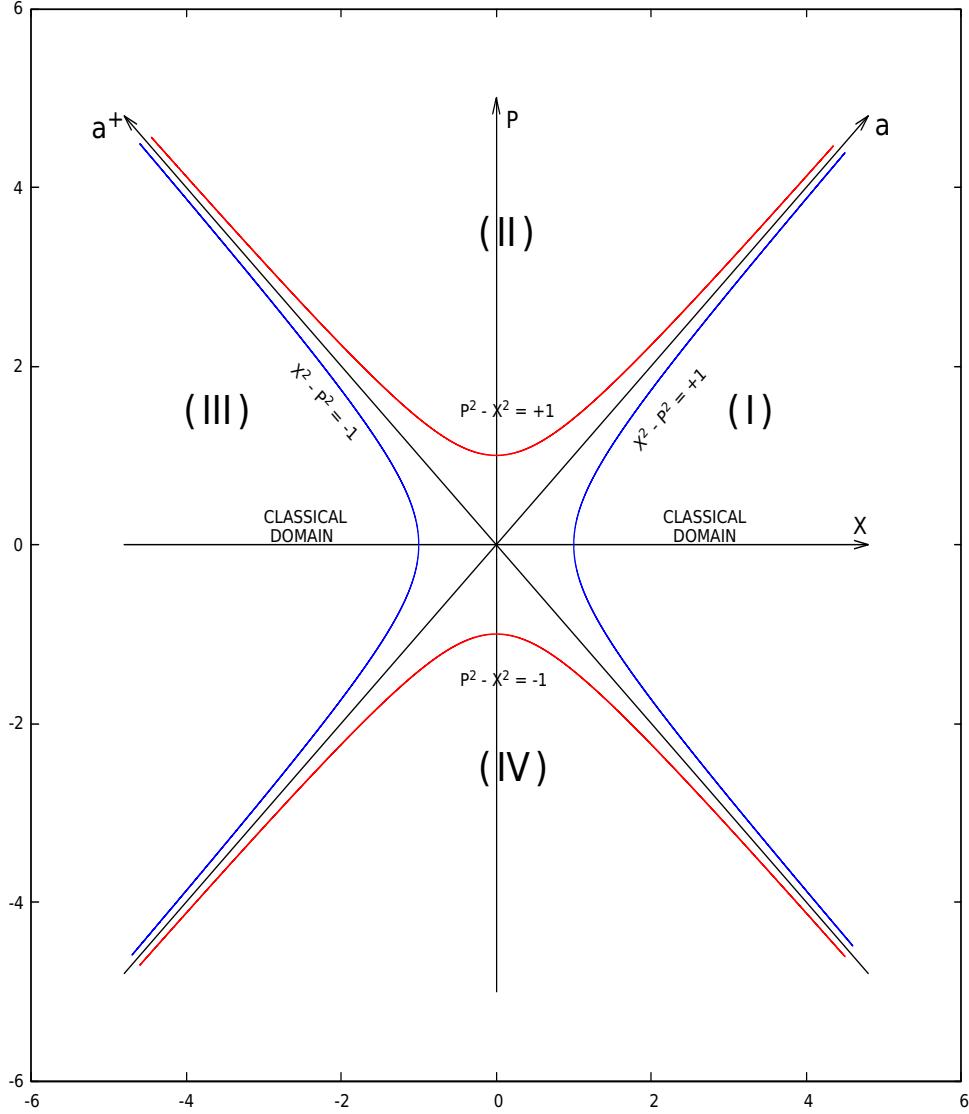 6
a+
P
a
4
(II)
2
X² - P² = -1
X² - P² = +1
(III)
P² - X² = +1
(I)
CLASSICAL
DOMAIN
CLASSICAL
DOMAIN
X
0
P² - X² = -1
-2
(IV)
-4
-6
-6
-4
-2
0
2
4
6